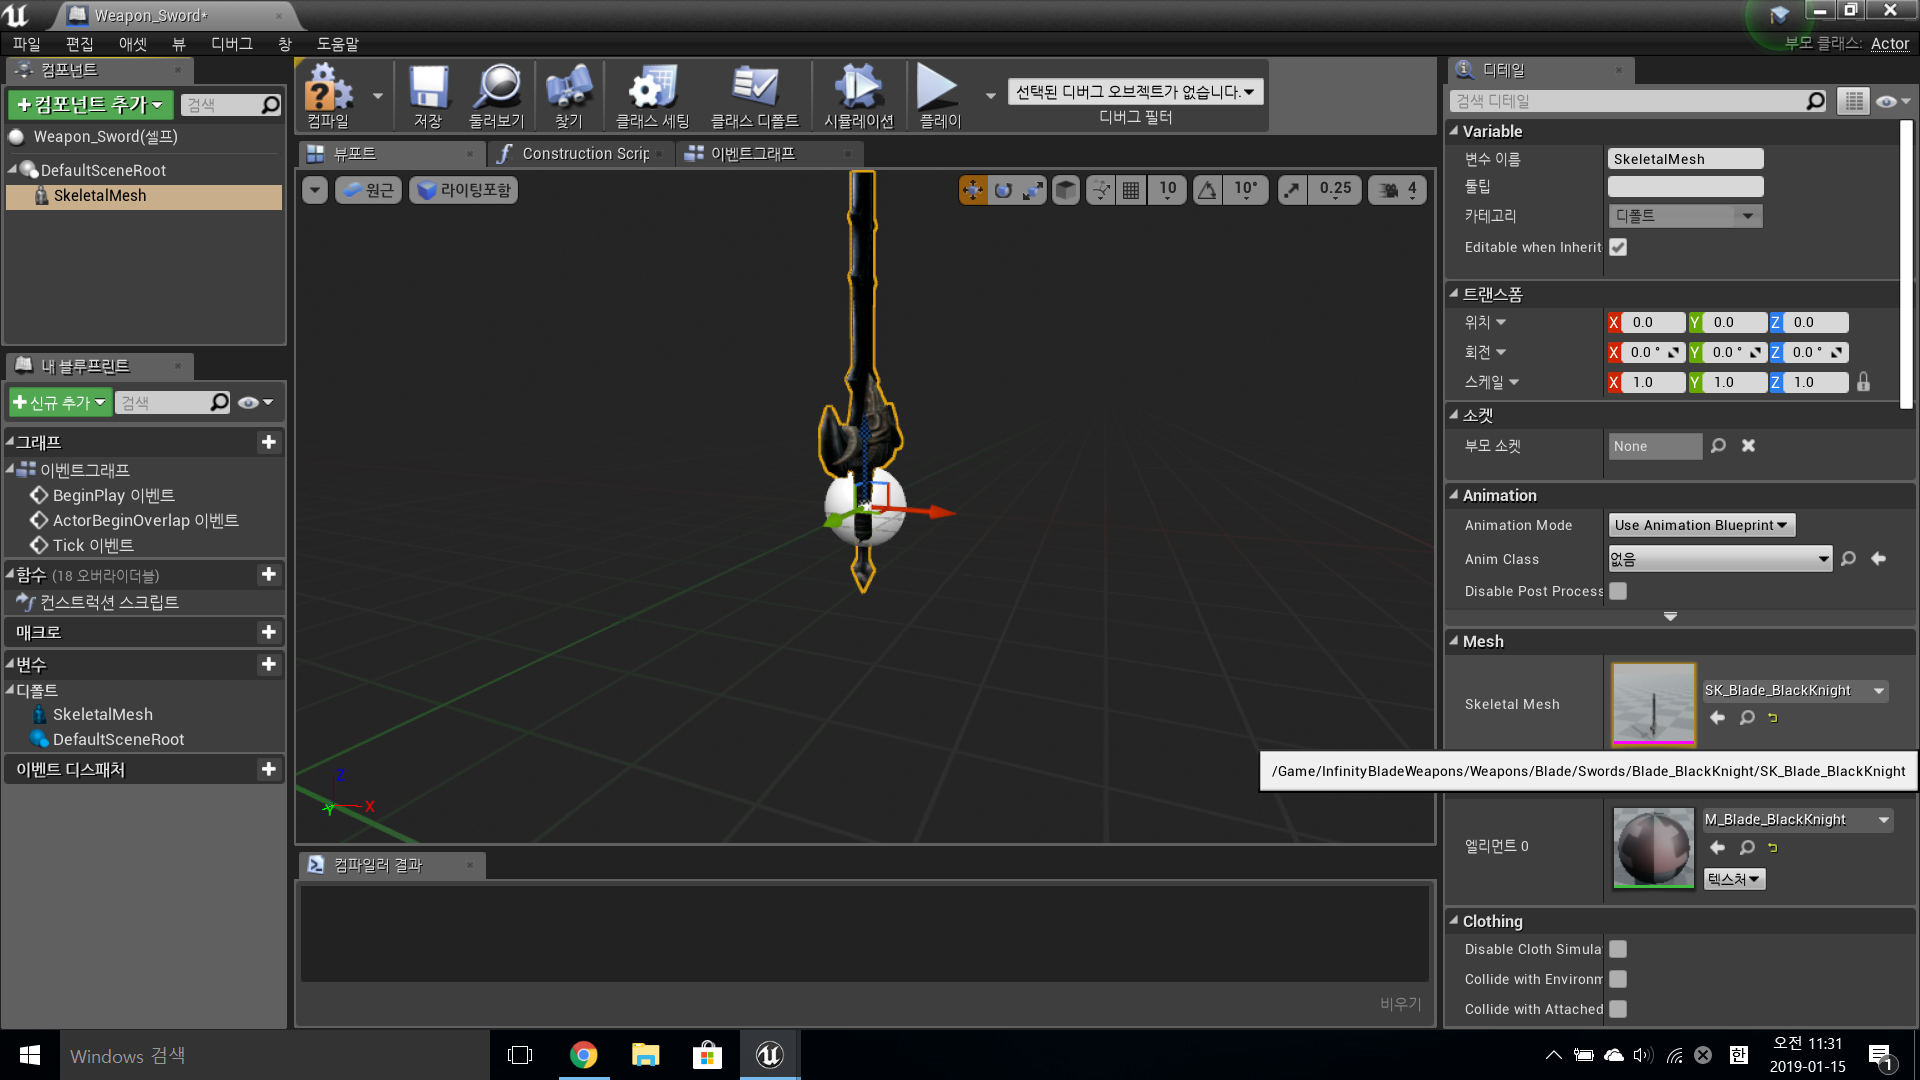 Weapon_Sword*
파일 편집 애셋 뷰 디버그 창 도움말
부모 클래스: Actor
컴포넌트
컴포넌트 추가
검색
Weapon_Sword(셀프)
DefaultSceneRoot
SkeletalMesh
내 블루프린트
신규 추가
검색
그래프
이벤트그래프
BeginPlay 이벤트
ActorBeginOverlap 이벤트
Tick 이벤트
함수 (18 오버라이더블)
컨스트럭션 스크립트
매크로
변수
디폴트
SkeletalMesh
DefaultSceneRoot
이벤트 디스패처
컴파일 저장 둘러보기 찾기 클래스 세팅 클래스 디폴트 시뮬레이션 플레이
선택된 디버그 오브젝트가 없습니다.
디버그 필터
뷰포트 Construction Scrip 이벤트그래프
원근 라이팅포함
10 10° 0.25 4
Z
X
Y
컴파일러 결과
비우기
디테일
검색 디테일
Variable
변수 이름 SkeletalMesh
툴팁
카테고리 디폴트
Editable when Inherit
트랜스폼
위치 X 0.0 Y 0.0 Z 0.0
회전 X 0.0 ° Y 0.0 ° Z 0.0 °
스케일 X 1.0 Y 1.0 Z 1.0
소켓
부모 소켓 None
Animation
Animation Mode Use Animation Blueprint
Anim Class 없음
Disable Post Process
Mesh
Skeletal Mesh SK_Blade_BlackKnight
/Game/InfinityBladeWeapons/Weapons/Blade/Swords/Blade_BlackKnight/SK_Blade_BlackKnight
엘리먼트 0 M_Blade_BlackKnight
텍스처
Clothing
Disable Cloth Simula
Collide with Environm
Collide with Attached
Windows 검색
한
오전 11:31
2019-01-15
1